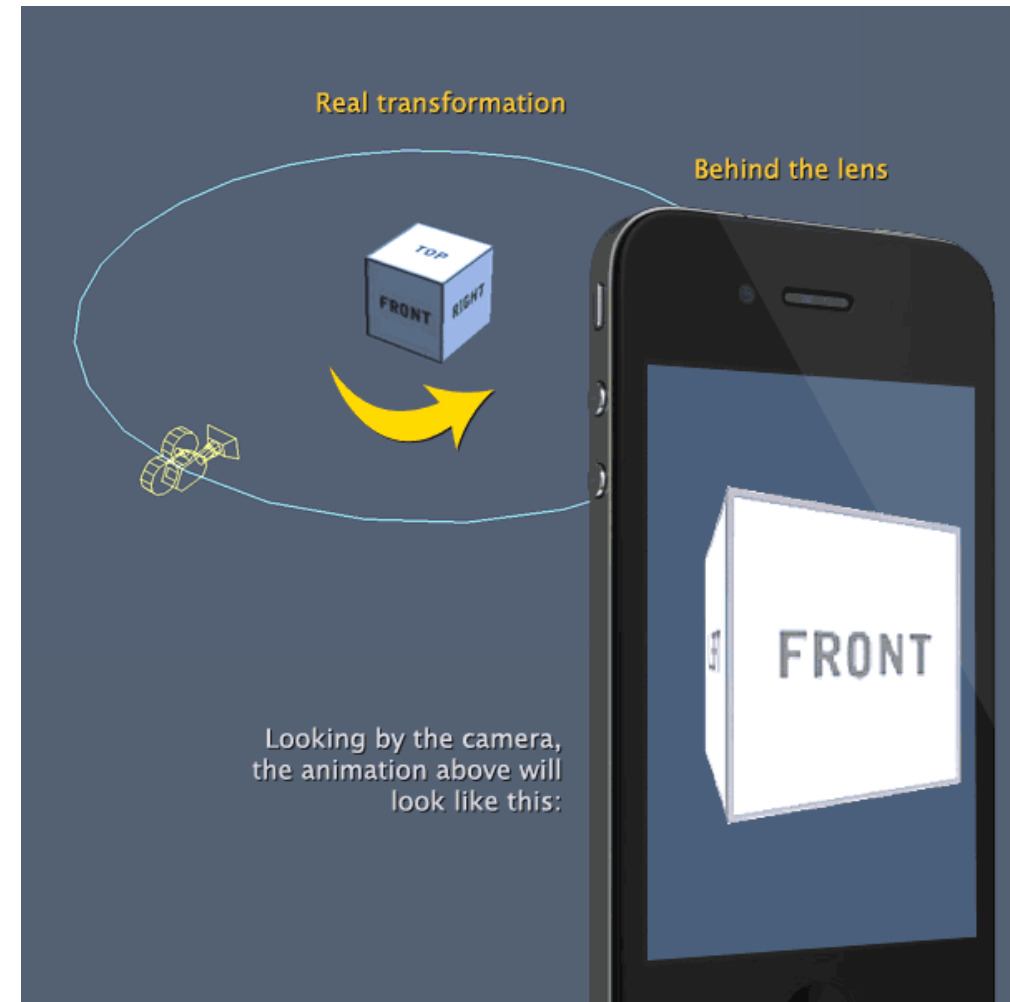 Real transformation
Behind the lens
TOP
FRONT
RIGHT
FRONT
Looking by the camera,
the animation above will
look like this: